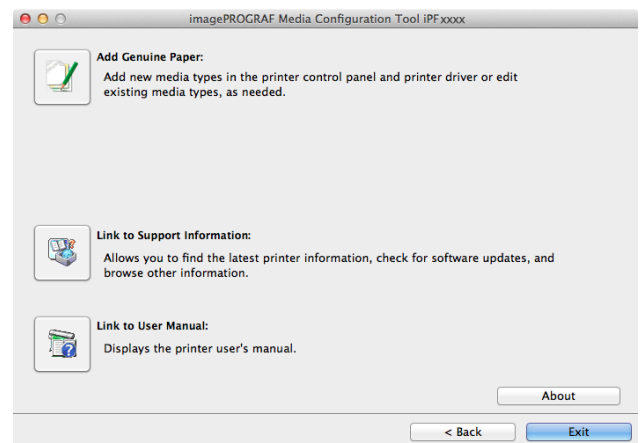 imagePROGRAF Media Configuration Tool iPFxxxx
Add Genuine Paper:
Add new media types in the printer control panel and printer driver or edit
existing media types, as needed.
Link to Support Information:
Allows you to find the latest printer information, check for software updates, and
browse other information.
Link to User Manual:
Displays the printer user's manual.
About
< Back
Exit